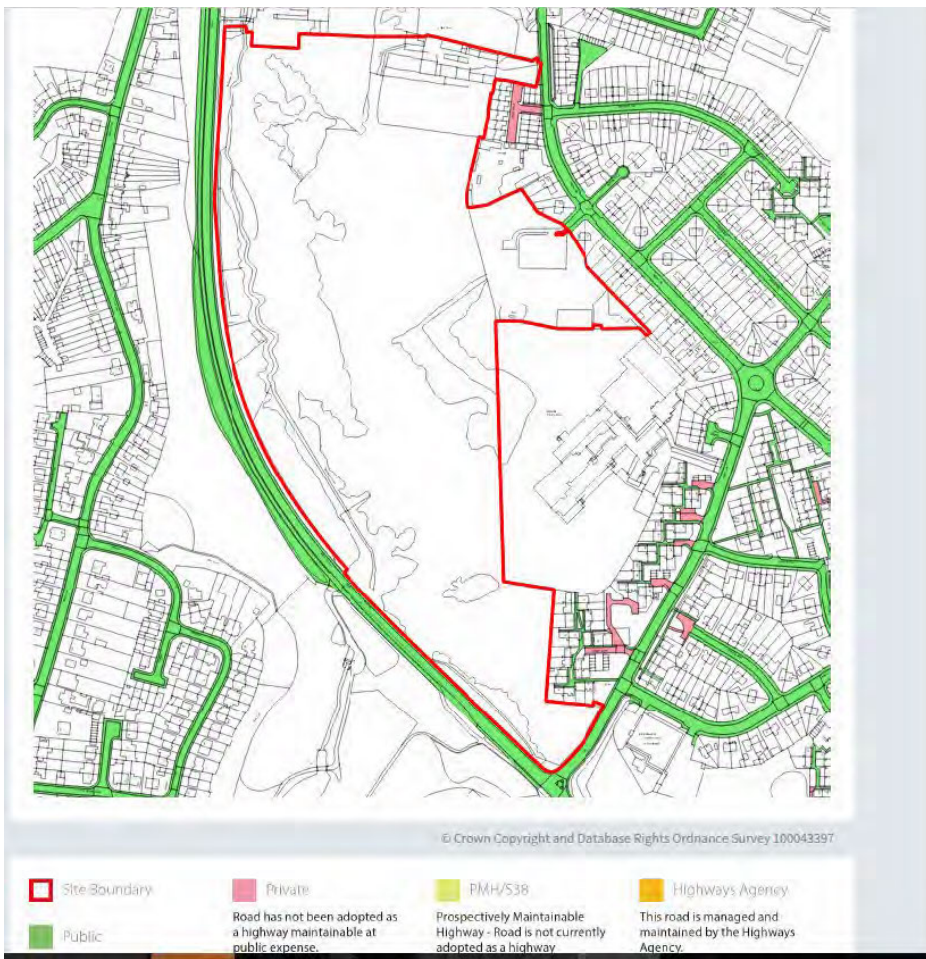 © Crown Copyright and Database Rights Ordnance Survey 100043397
Site Boundary
Private
PMH/S38
Highways Agency
Public
Road has not been adopted as
a highway maintainable at
public expense.
Prospectively Maintainable
Highway - Road is not currently
adopted as a highway
This road is managed and
maintained by the Highways
Agency.